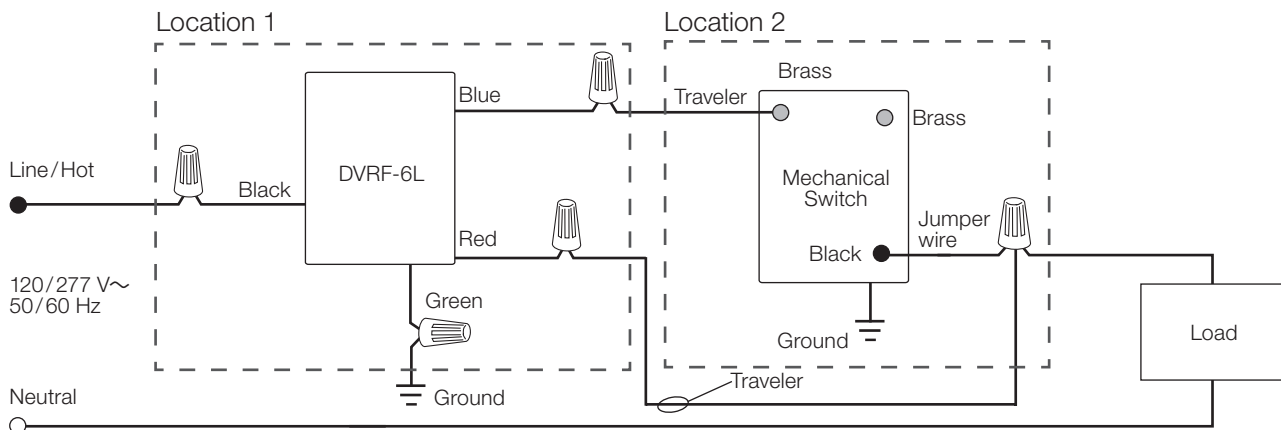 Location 1
Location 2
Brass
Blue
Traveler
Brass
Line/Hot
Black
DVRF-6L
Mechanical
Switch
Red
Jumper
wire
Black
120/277 V~
50/60 Hz
Green
Ground
Load
Traveler
Neutral
Ground